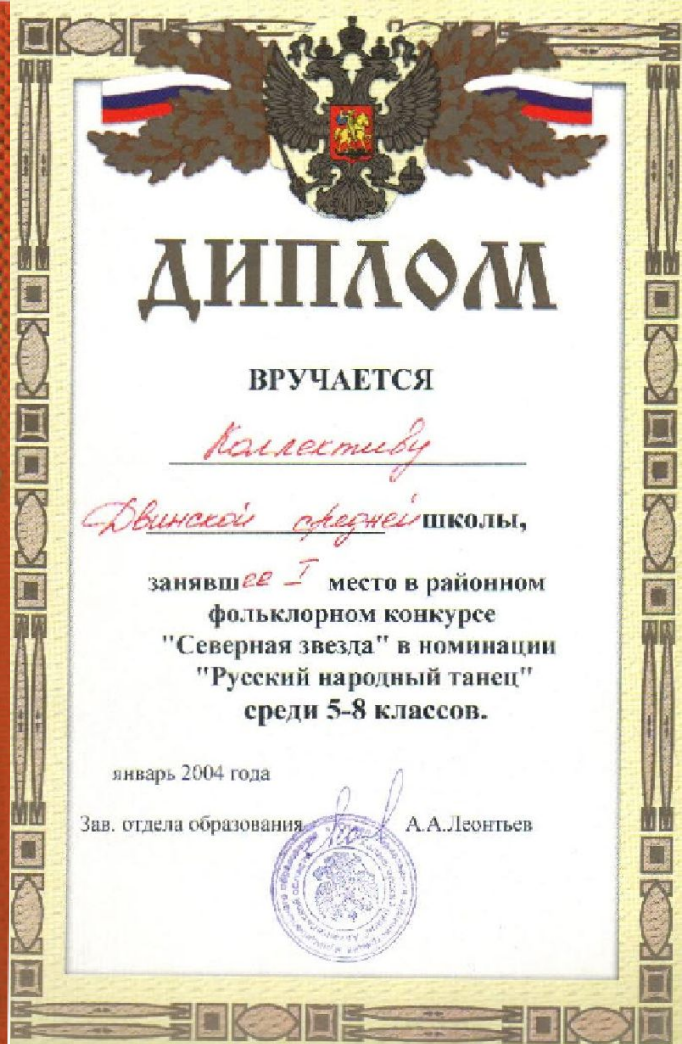 ДИПЛОМ
ВРУЧАЕТСЯ
Коллективу
Двинской средней школы,
занявшее I место в районном
фольклорном конкурсе
"Северная звезда" в номинации
"Русский народный танец"
среди 5-8 классов.
январь 2004 года
Зав. отдела образования А.А.Леонтьев